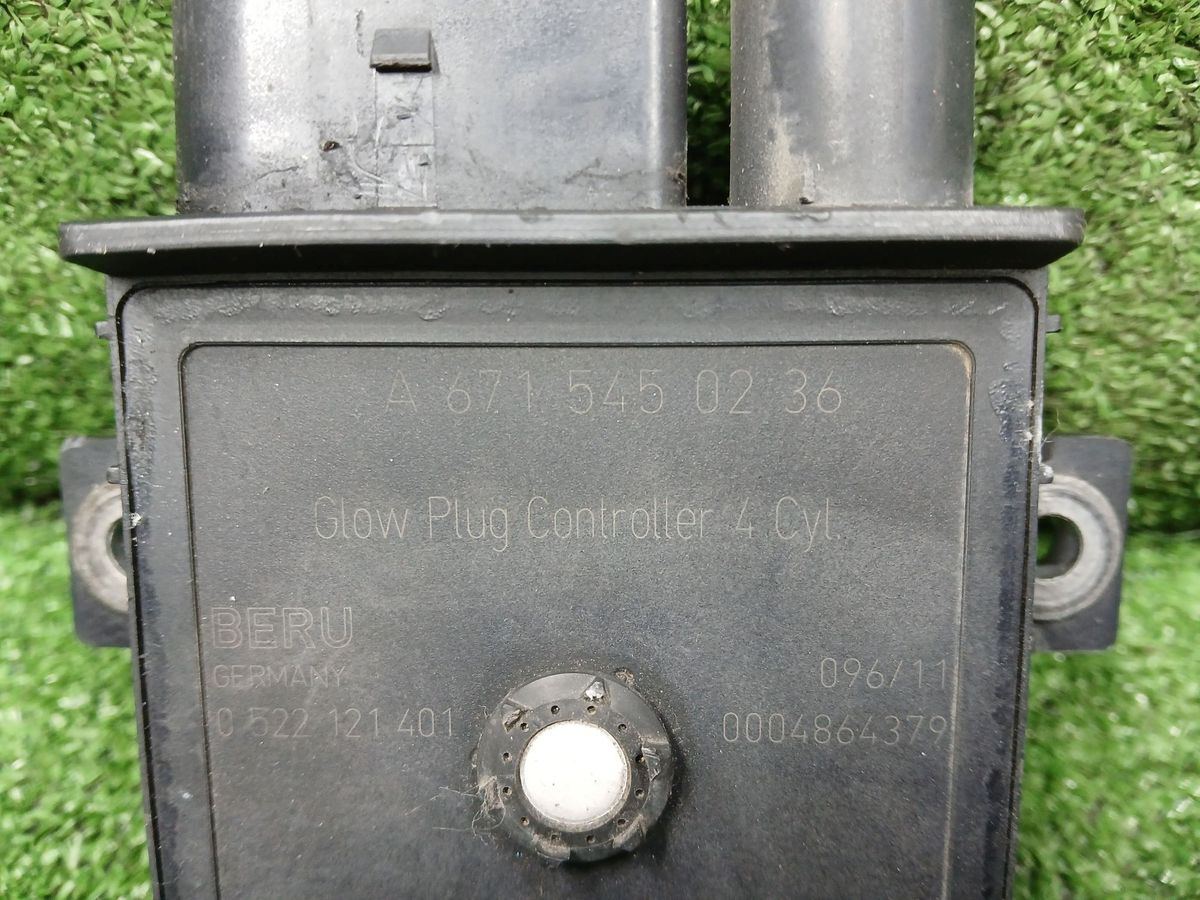 A 671 545 02 36
Glow Plug Controller 4 Cyl.
BERU
GERMANY
096/11
0 522 121 401
0004864379